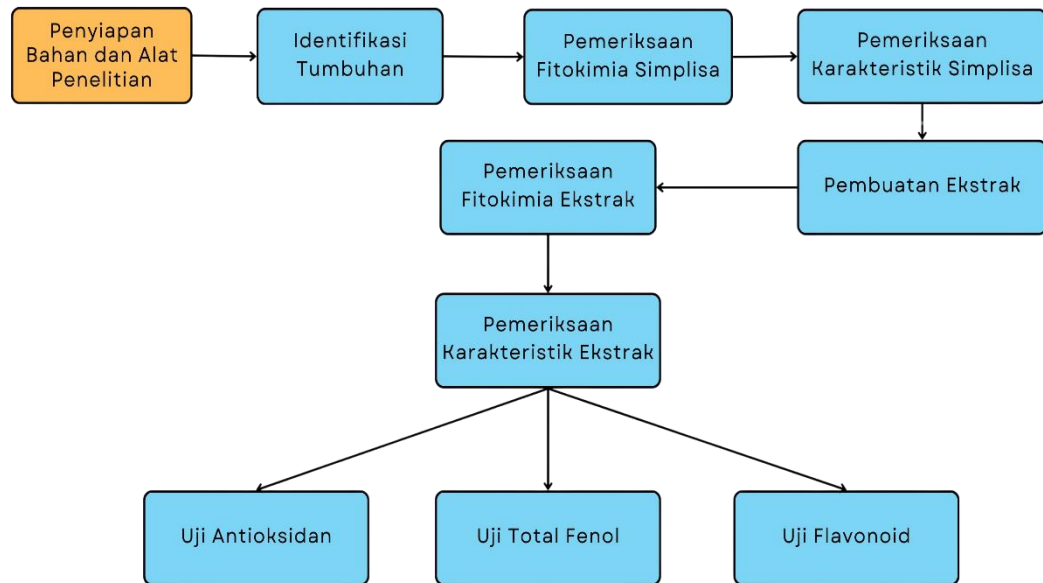 Penyiapan
Bahan dan Alat
Penelitian
Identifikasi
Tumbuhan
Pemeriksaan
Fitokimia Simplisa
Pemeriksaan
Karakteristik Simplisa
Pembuatan Ekstrak
Pemeriksaan
Fitokimia Ekstrak
Pemeriksaan
Karakteristik Ekstrak
Uji Antioksidan
Uji Total Fenol
Uji Flavonoid